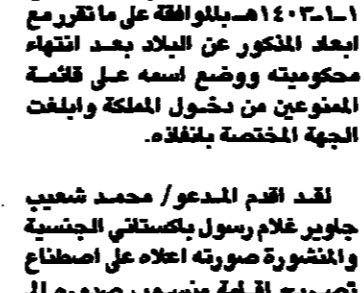 ١-١-١٤٠٣هـ بالموافقة على ما تقرر مع
ابعاد المذكور عن البلاد بعد انتهاء
محكوميته ووضع اسمه على قائمة
الممنوعين من دخول المملكة وابلغت
الجهة المختصة بانفاذه.
لقد اقدم المدعو/ محمد شعيب
جاوير غلام رسول باكستاني الجنسية
والمنشورة صورته اعلاه على اصطناع